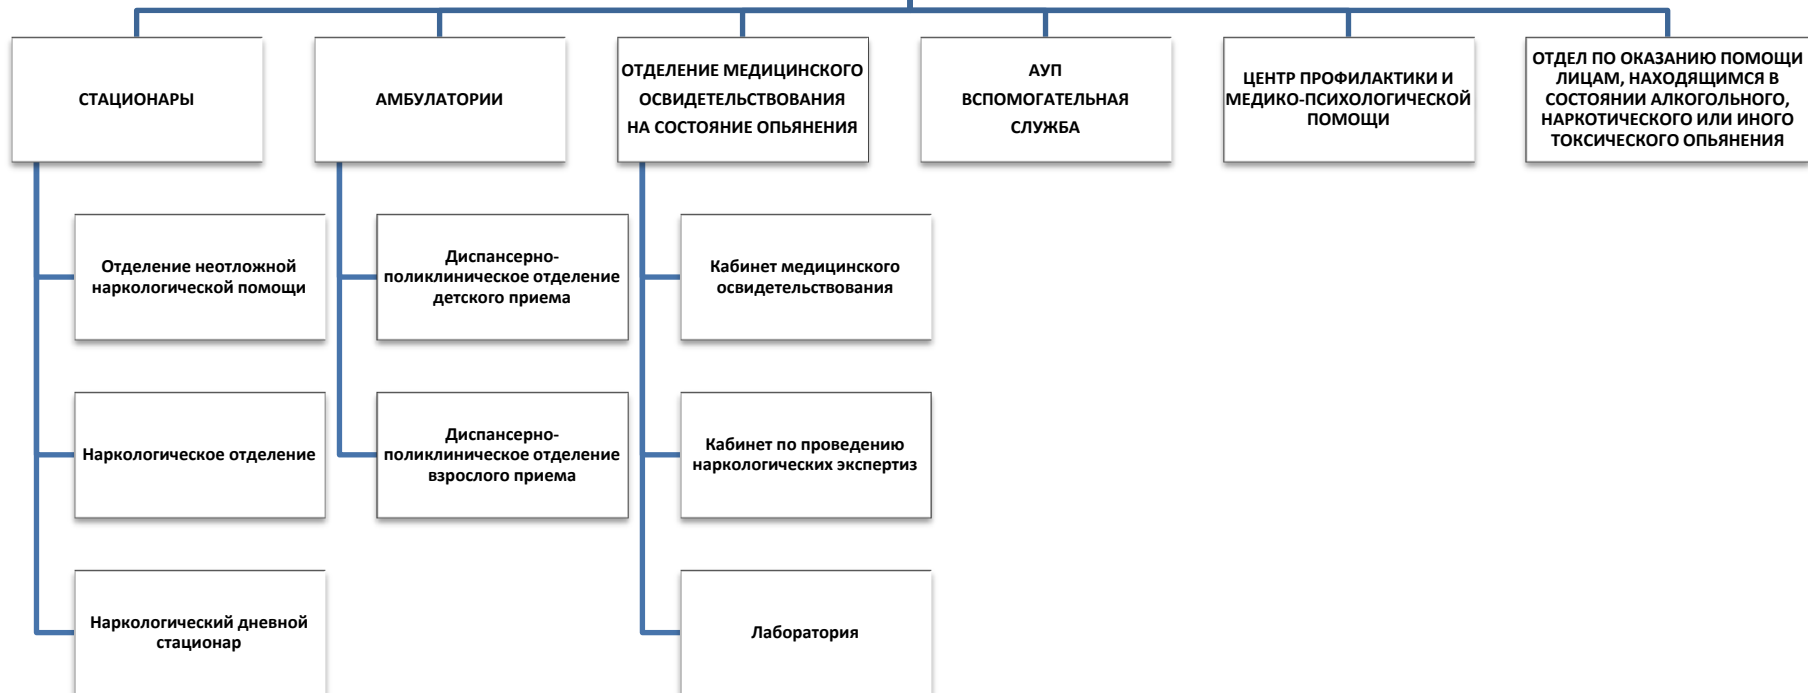 СТАЦИОНАРЫ
АМБУЛАТОРИИ
ОТДЕЛЕНИЕ МЕДИЦИНСКОГО
ОСВИДЕТЕЛЬСТВОВАНИЯ
НА СОСТОЯНИЕ ОПЬЯНЕНИЯ
АУП
ВСПОМОГАТЕЛЬНАЯ
СЛУЖБА
ЦЕНТР ПРОФИЛАКТИКИ И
МЕДИКО-ПСИХОЛОГИЧЕСКОЙ
ПОМОЩИ
ОТДЕЛ ПО ОКАЗАНИЮ ПОМОЩИ
ЛИЦАМ, НАХОДЯЩИМСЯ В
СОСТОЯНИИ АЛКОГОЛЬНОГО,
НАРКОТИЧЕСКОГО ИЛИ ИНОГО
ТОКСИЧЕСКОГО ОПЬЯНЕНИЯ
Отделение неотложной
наркологической помощи
Диспансерно-
поликлиническое отделение
детского приема
Кабинет медицинского
освидетельствования
Наркологическое отделение
Диспансерно-
поликлиническое отделение
взрослого приема
Кабинет по проведению
наркологических экспертиз
Наркологический дневной
стационар
Лаборатория